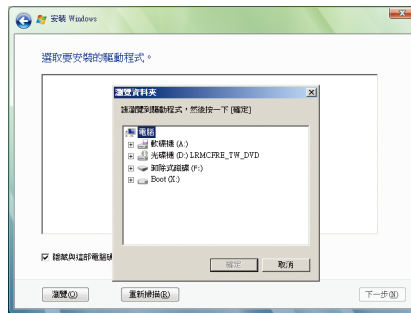 安裝 Windows
選取要安裝的驅動程式。
瀏覽資料夾
請瀏覽到驅動程式，然後按一下 [確定]
電腦
軟碟機 (A:)
光碟機 (D:) LRMCFRE_TW_DVD
卸除式磁碟 (F:)
Boot (X:)
隱藏與這部電腦硬
確定
取消
瀏覽(O)
重新掃描(R)
下一步(N)